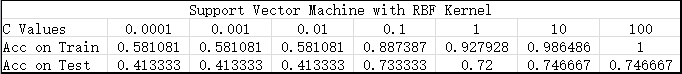 Support Vector Machine with RBF Kernel
C Values 0.0001 0.001 0.01 0.1 1 10 100
Acc on Train 0.581081 0.581081 0.581081 0.887387 0.927928 0.986486 1
Acc on Test 0.413333 0.413333 0.413333 0.733333 0.72 0.746667 0.746667